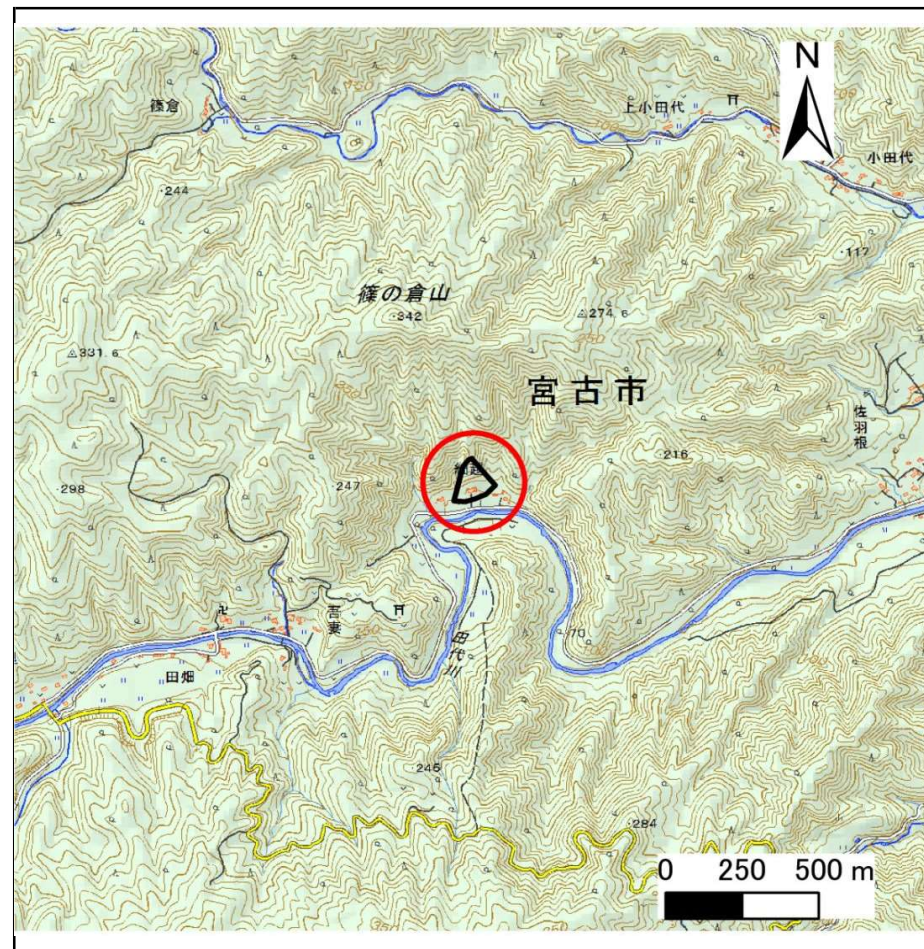 N
篠倉
上小田代
小田代
・244
・117
篠の倉山
・342
△274.6
250
△331.6
宮古市
佐羽根
・216
・247
・298
吾妻
田代川
・70
田畑
246
・284
0 250 500 m